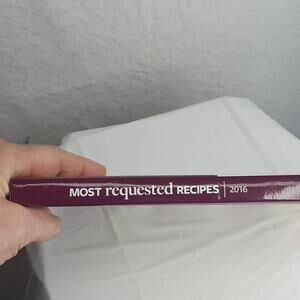 MOST requested RECIPES | 2016